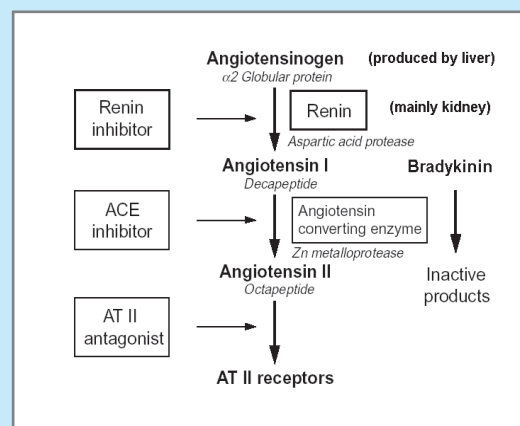 Angiotensinogen (produced by liver)
α2 Globular protein
Renin
inhibitor
Renin (mainly kidney)
Aspartic acid protease
Angiotensin I
Decapeptide
Bradykinin
ACE
inhibitor
Angiotensin
converting enzyme
Zn metalloprotease
Angiotensin II
Octapeptide
Inactive
products
AT II
antagonist
AT II receptors